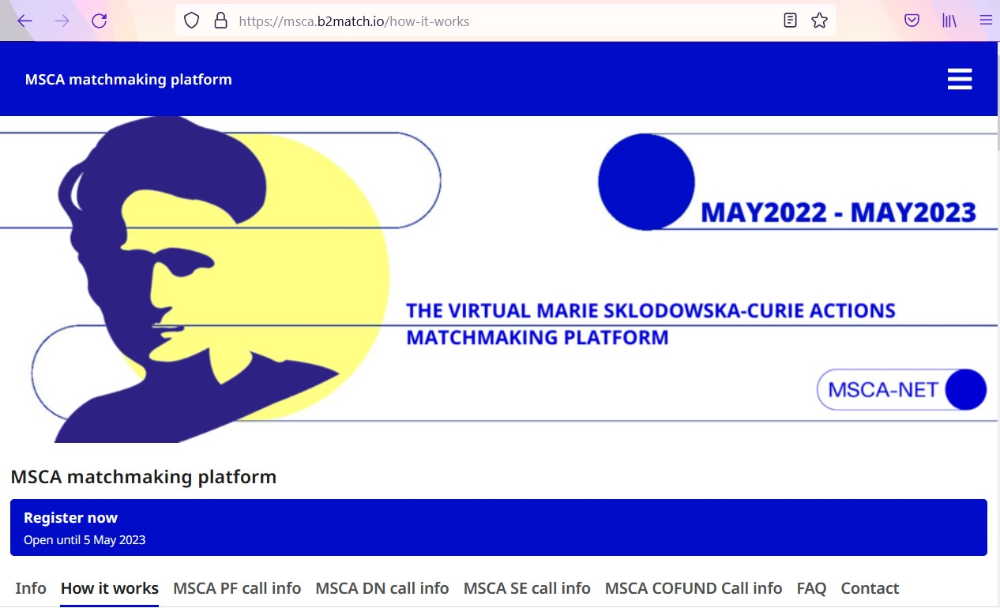 https://msca.b2match.io/how-it-works
MSCA matchmaking platform
MAY2022 - MAY2023
THE VIRTUAL MARIE SKLODOWSKA-CURIE ACTIONS
MATCHMAKING PLATFORM
MSCA-NET
MSCA matchmaking platform
Register now
Open until 5 May 2023
Info How it works MSCA PF call info MSCA DN call info MSCA SE call info MSCA COFUND Call info FAQ Contact